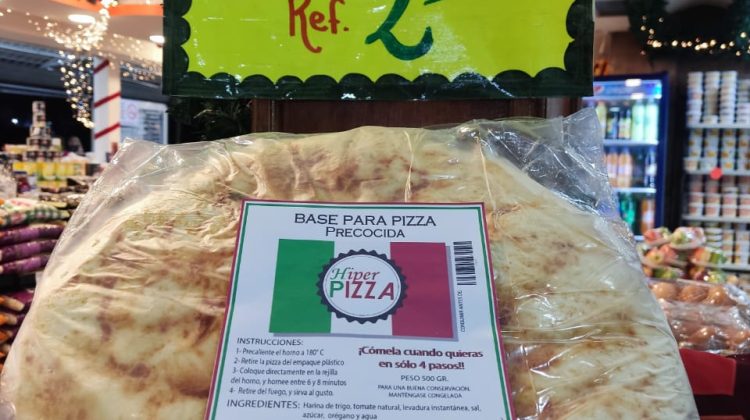 Ref. 2
BASE PARA PIZZA
PRECOCIDA
Hiper
PIZZA
INSTRUCCIONES:
1- Precaliente el horno a 180° C
2- Retire la pizza del empaque plástico
3- Coloque directamente en la rejilla
del horno, y hornee entre 6 y 8 minutos
4- Retire del fuego, y sirva al gusto.
¡Cómela cuando quieras
en sólo 4 pasos!!
PESO 500 GR.
PARA UNA BUENA CONSERVACIÓN,
MANTÉNGASE CONGELADA
INGREDIENTES: Harina de trigo, tomate natural, levadura instantánea, sal,
azúcar, orégano y agua